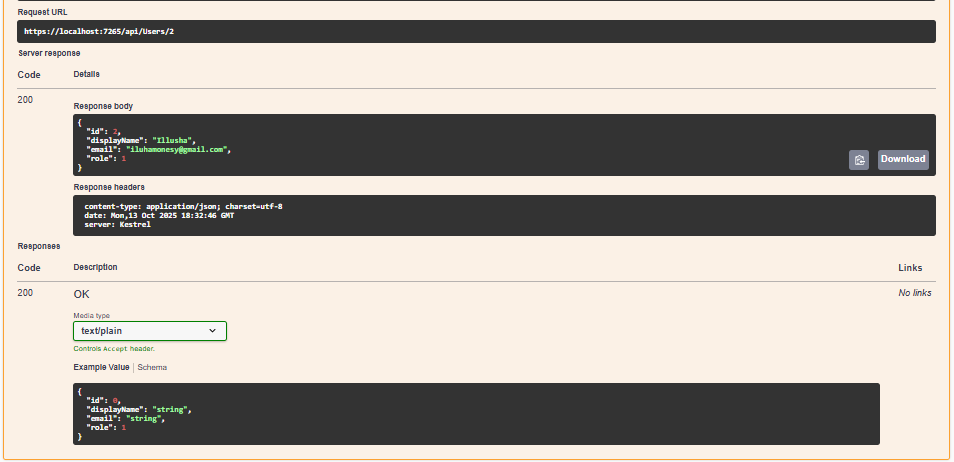 Request URL
https://localhost:7265/api/Users/2
Server response
Code Details
200
Response body
{
"id": 2,
"displayName": "Illusha",
"email": "iluhamonesy@gmail.com",
"role": 1
}
Download
Response headers
content-type: application/json; charset=utf-8
date: Mon,13 Oct 2025 18:32:46 GMT
server: Kestrel
Responses
Code Description Links
200 OK No links
Media type
text/plain
Controls Accept header.
Example Value | Schema
{
"id": 0,
"displayName": "string",
"email": "string",
"role": 1
}